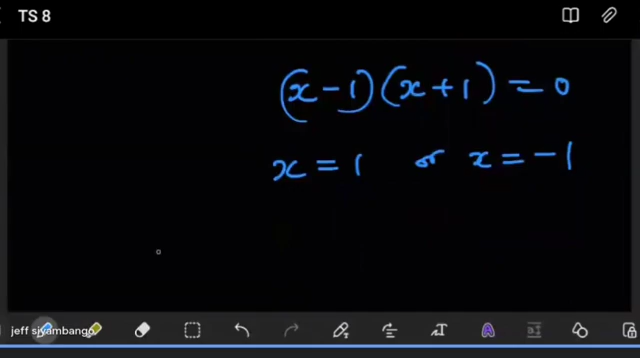 TS 8
(x-1)(x+1)=0
x=1 or x=-1
jeff siyambango